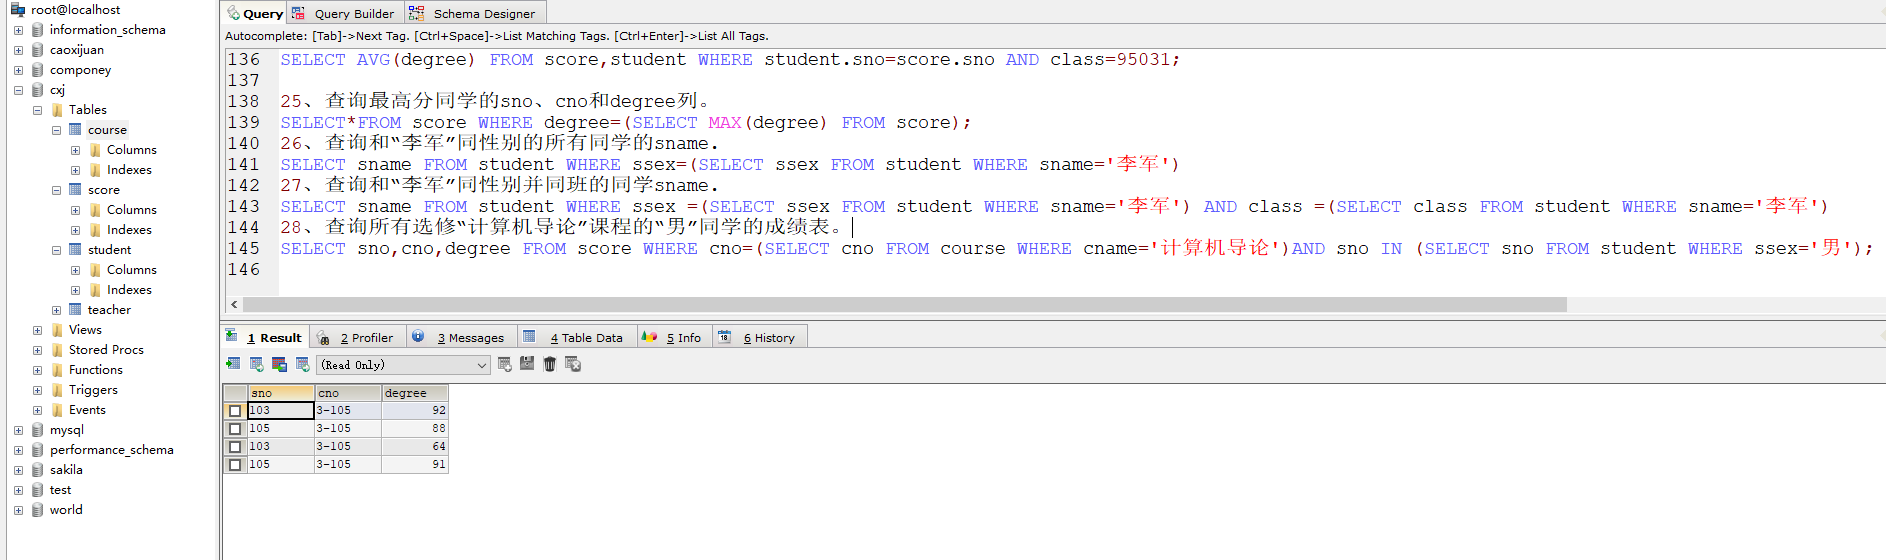 root@localhost
information_schema
caoxijuan
componey
cxj
Tables
course
Columns
Indexes
score
Columns
Indexes
student
Columns
Indexes
teacher
Views
Stored Procs
Functions
Triggers
Events
mysql
performance_schema
sakila
test
world
Query Query Builder Schema Designer
Autocomplete: [Tab]->Next Tag. [Ctrl+Space]->List Matching Tags. [Ctrl+Enter]->List All Tags.
136 SELECT AVG(degree) FROM score,student WHERE student.sno=score.sno AND class=95031;
137
138 25、查询最高分同学的sno、cno和degree列。
139 SELECT*FROM score WHERE degree=(SELECT MAX(degree) FROM score);
140 26、查询和“李军”同性别的所有同学的sname.
141 SELECT sname FROM student WHERE ssex=(SELECT ssex FROM student WHERE sname='李军')
142 27、查询和“李军”同性别并同班的同学sname.
143 SELECT sname FROM student WHERE ssex =(SELECT ssex FROM student WHERE sname='李军') AND class =(SELECT class FROM student WHERE sname='李军')
144 28、查询所有选修“计算机导论”课程的“男”同学的成绩表。
145 SELECT sno,cno,degree FROM score WHERE cno=(SELECT cno FROM course WHERE cname='计算机导论')AND sno IN (SELECT sno FROM student WHERE ssex='男');
146
1 Result 2 Profiler 3 Messages 4 Table Data 5 Info 18 6 History
(Read Only)
sno cno degree
103 3-105 92
105 3-105 88
103 3-105 64
105 3-105 91